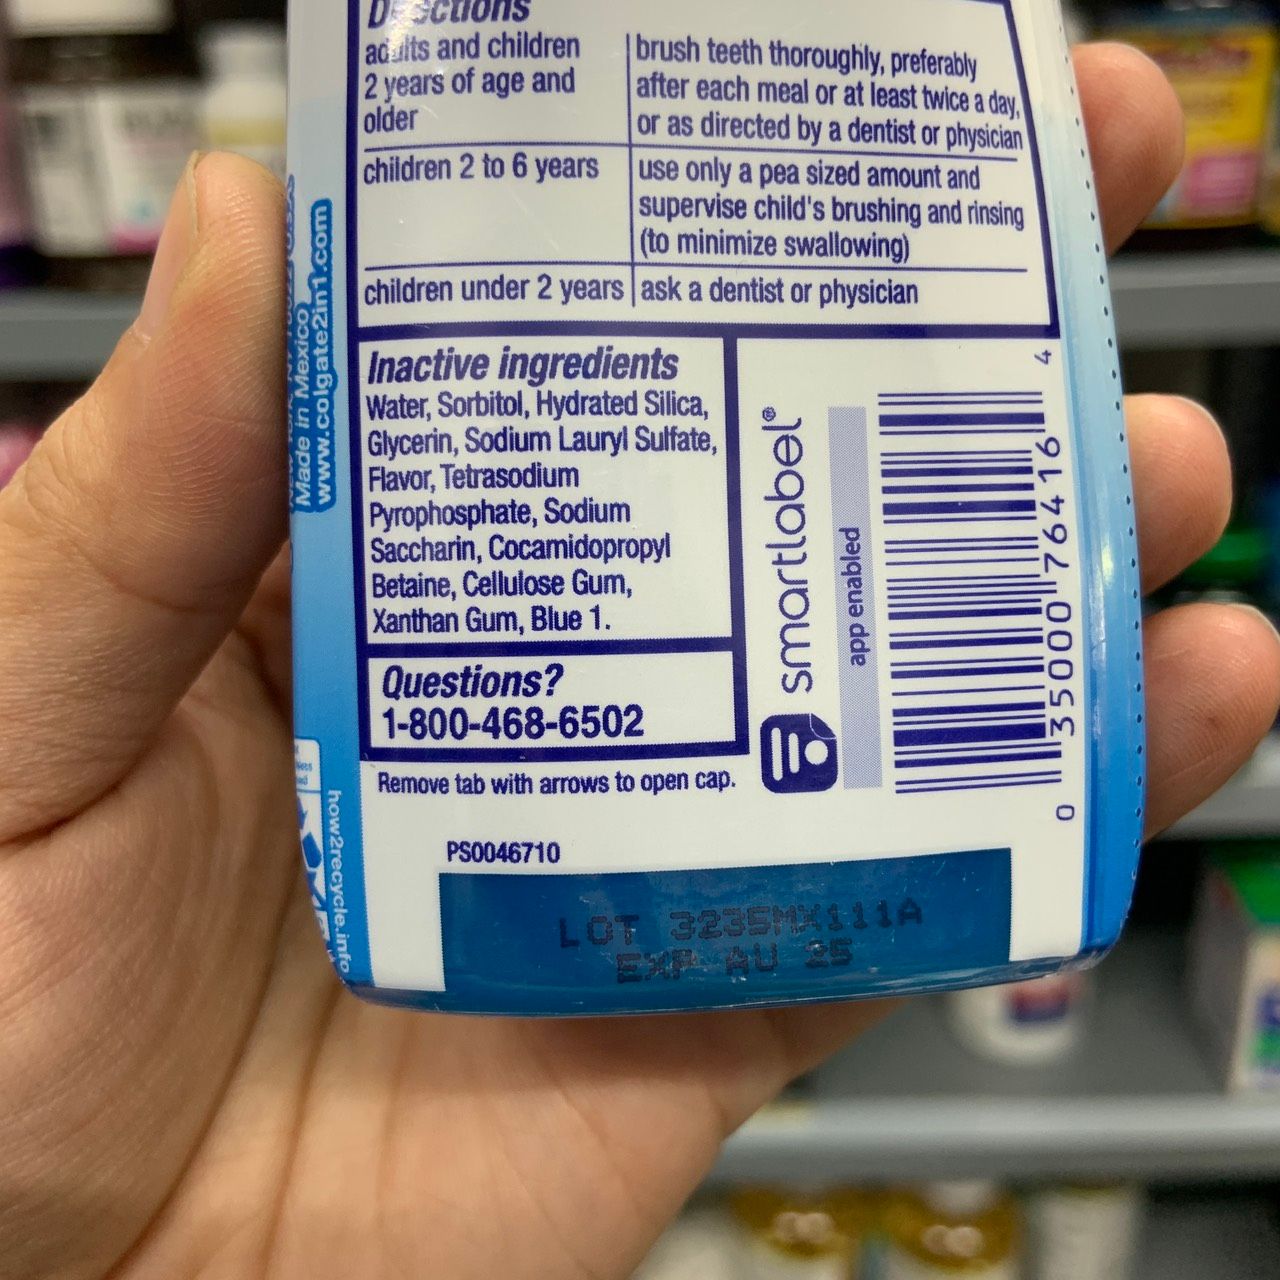 Directions
adults and children
2 years of age and
older
brush teeth thoroughly, preferably
after each meal or at least twice a day,
or as directed by a dentist or physician
children 2 to 6 years
use only a pea sized amount and
supervise child's brushing and rinsing
(to minimize swallowing)
children under 2 years
ask a dentist or physician
Inactive ingredients
Water, Sorbitol, Hydrated Silica,
Glycerin, Sodium Lauryl Sulfate,
Flavor, Tetrasodium
Pyrophosphate, Sodium
Saccharin, Cocamidopropyl
Betaine, Cellulose Gum,
Xanthan Gum, Blue 1.
Questions?
1-800-468-6502
Remove tab with arrows to open cap.
smartlabel®
app enabled
0 35000 76416 4
PS0046710
LOT 3235MX111A
EXP AU 25
Made in Mexico
www.colgate2in1.com
how2recycle.info